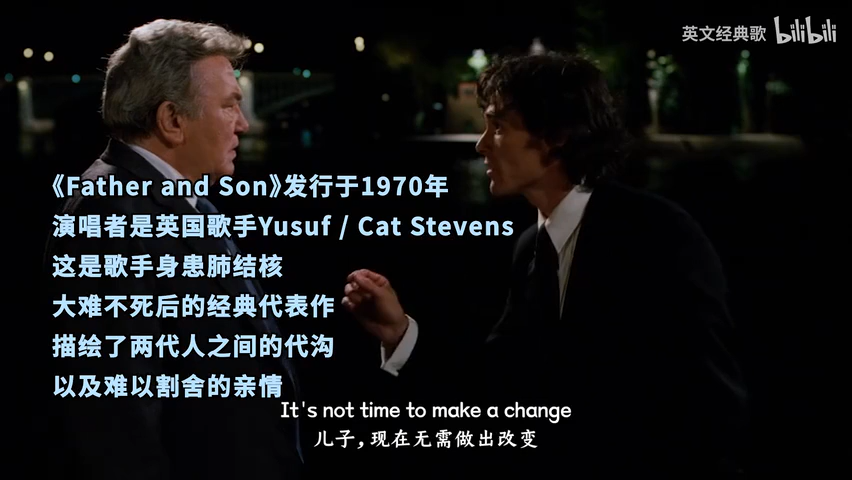 英文经典歌 bilibili
《Father and Son》发行于1970年
演唱者是英国歌手Yusuf / Cat Stevens
这是歌手身患肺结核
大难不死后的经典代表作
描绘了两代人之间的代沟
以及难以割舍的亲情
It's not time to make a change
儿子,现在无需做出改变